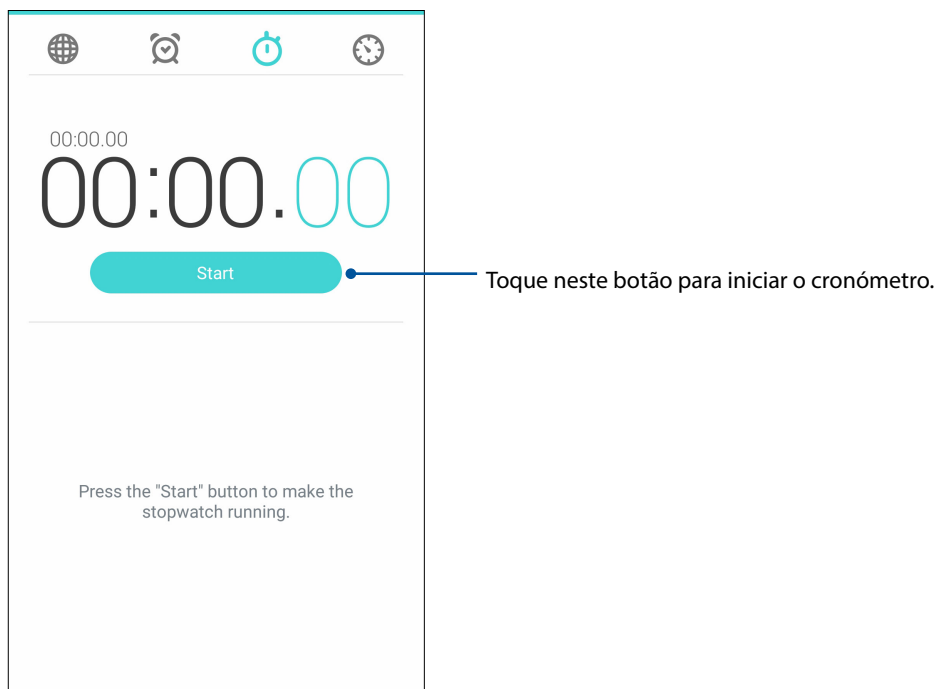 00:00.00
00:00.00
Start
Toque neste botão para iniciar o cronómetro.
Press the "Start" button to make the
stopwatch running.